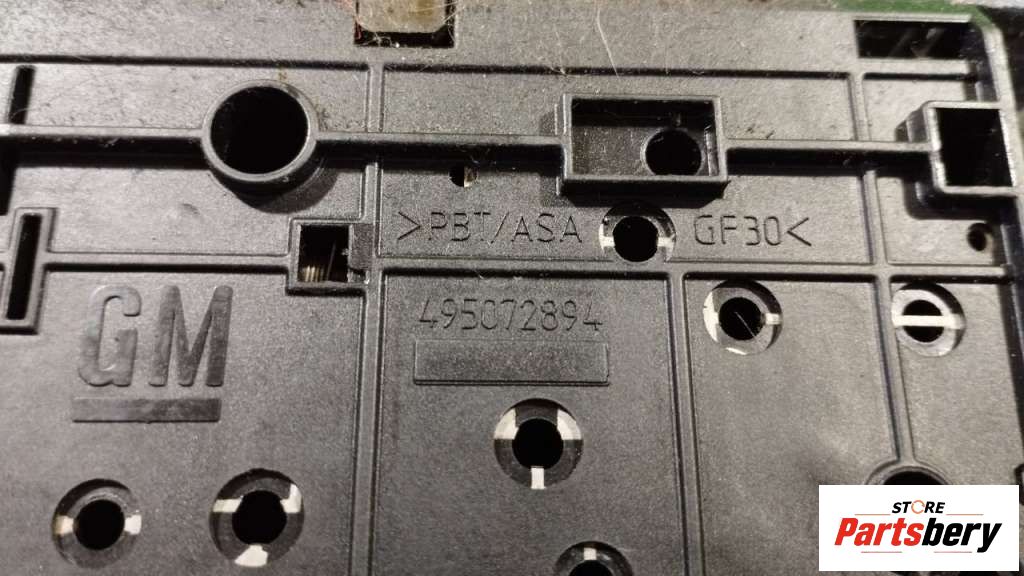 >PBT/ASA GF30<
495072894
GM
STORE
Partsbery